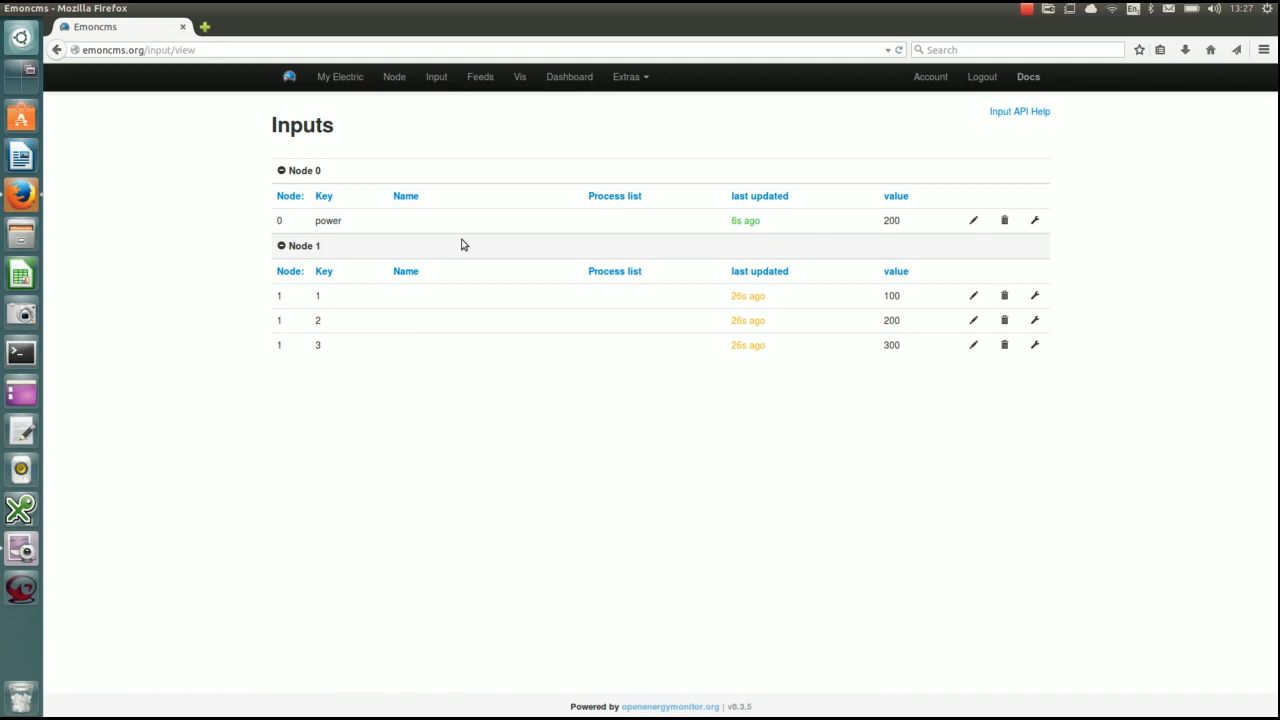 Emoncms - Mozilla Firefox
En
13:27
Emoncms
emoncms.org/input/view
Search
My Electric Node Input Feeds Vis Dashboard Extras Account Logout Docs
Input API Help
Inputs
Node 0
Node: Key Name Process list last updated value
0 power 6s ago 200
Node 1
Node: Key Name Process list last updated value
1 1 26s ago 100
1 2 26s ago 200
1 3 26s ago 300
Powered by openenergymonitor.org | v8.3.5